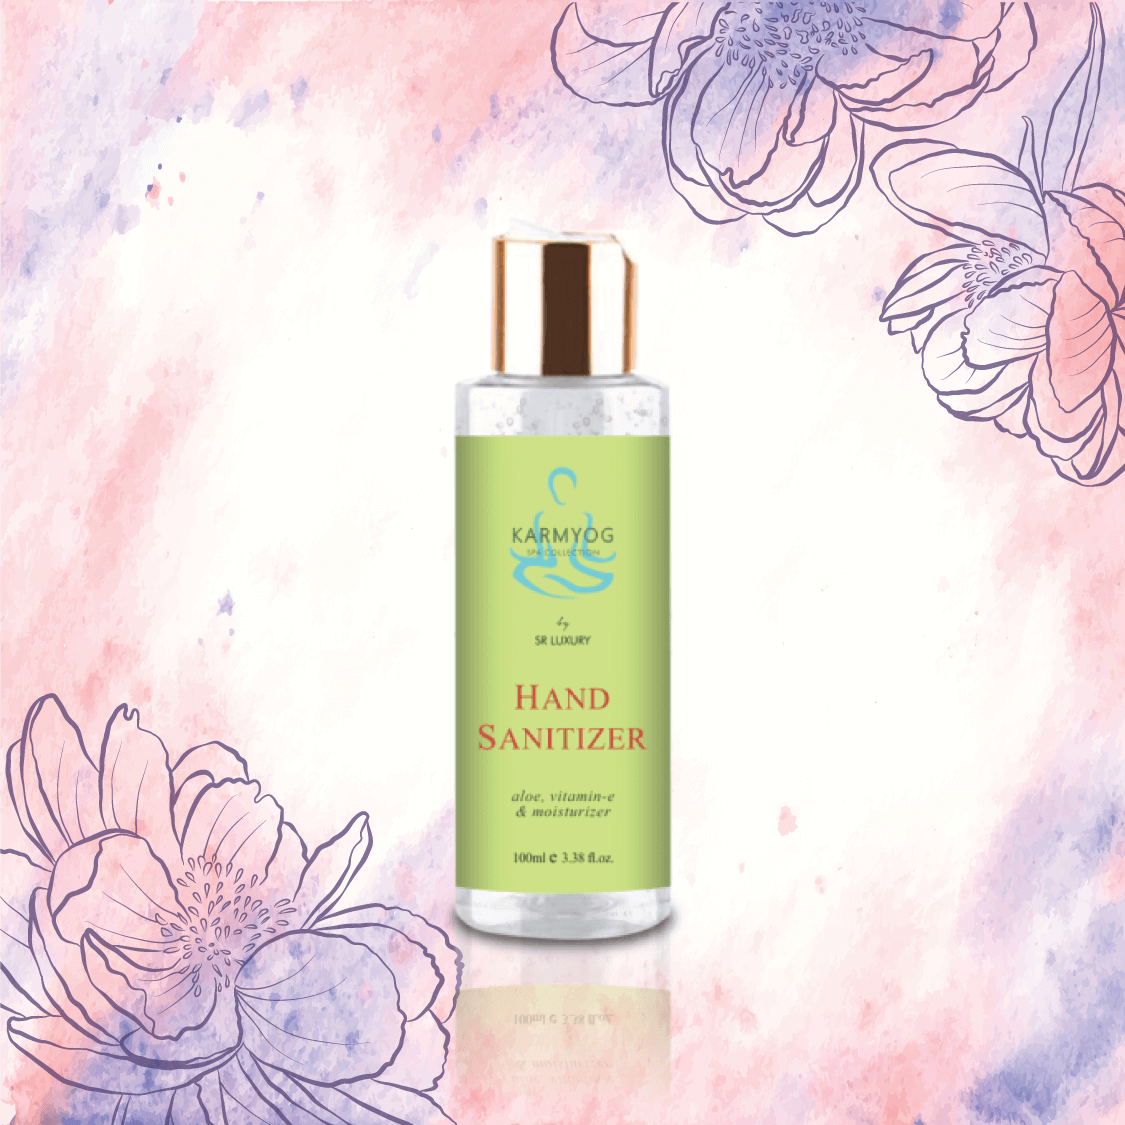 KARMYOG
SPA COLLECTION
by
SR LUXURY
HAND
SANITIZER
aloe, vitamin-e
& moisturizer
100ml e 3.38 fl.oz.